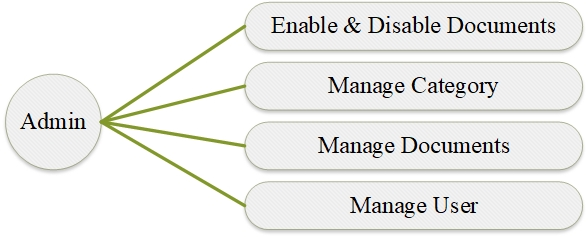 Enable & Disable Documents
Manage Category
Admin
Manage Documents
Manage User